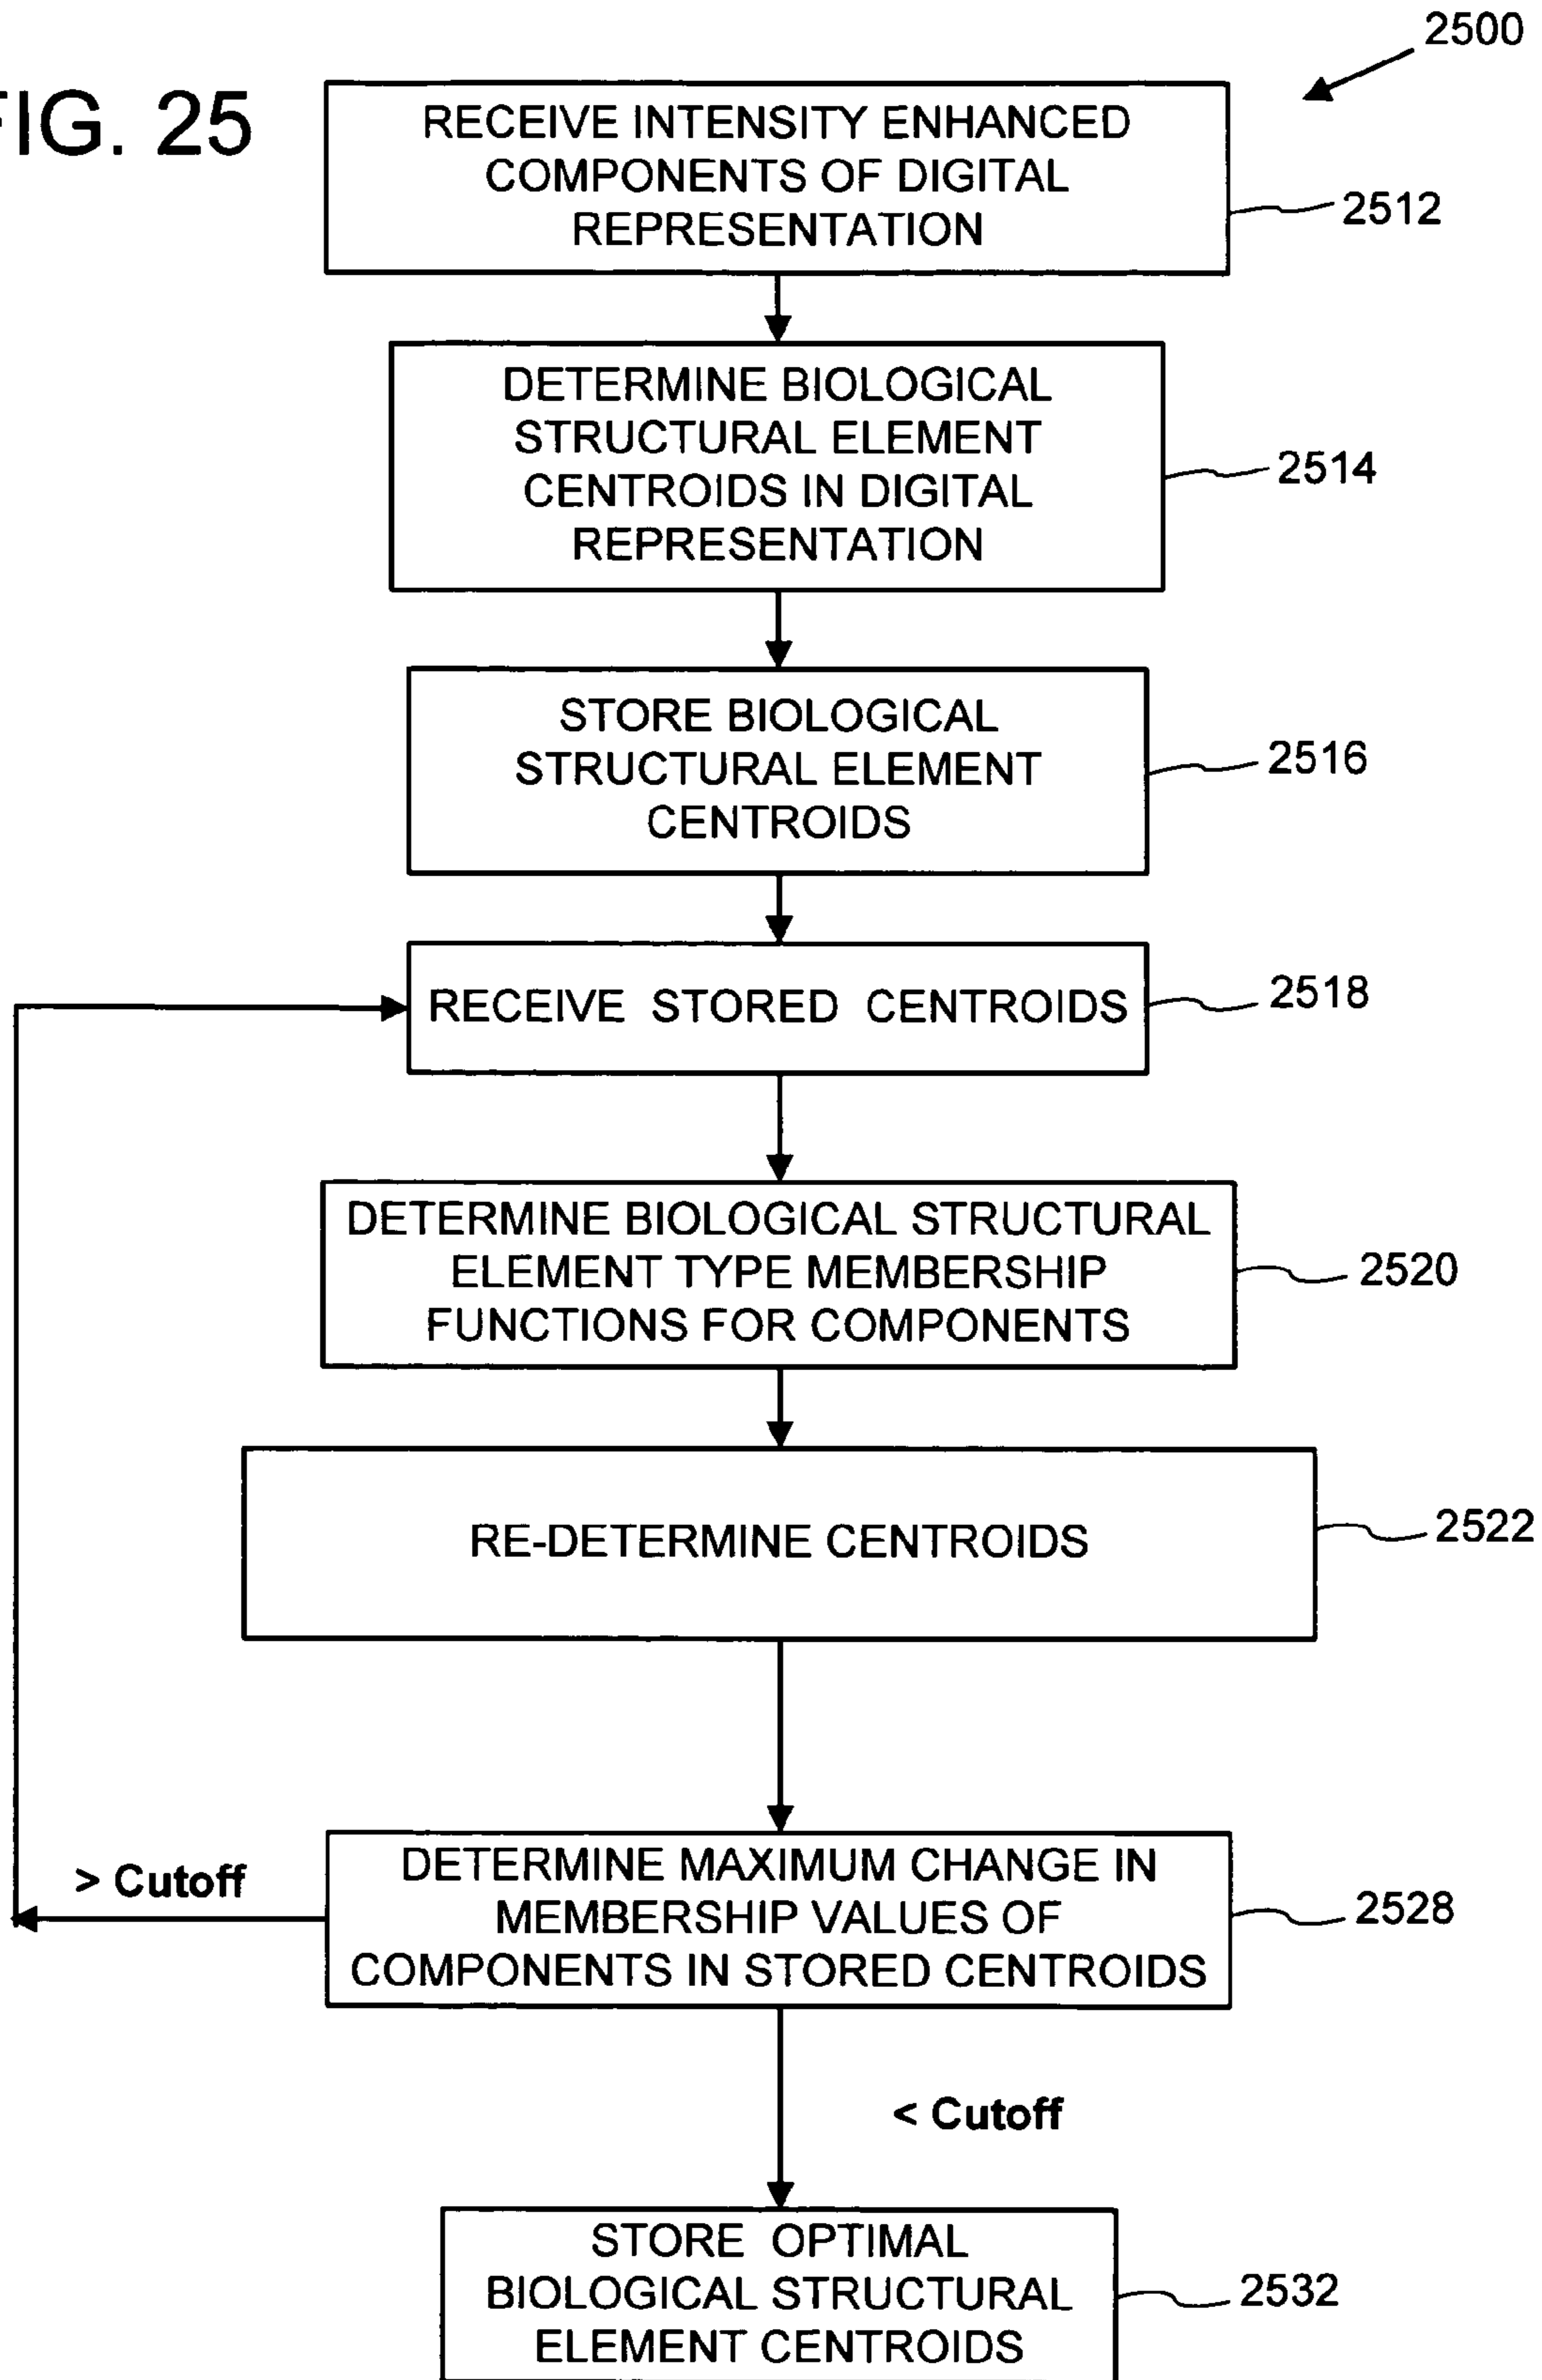 2500
FIG. 25
RECEIVE INTENSITY ENHANCED
COMPONENTS OF DIGITAL
REPRESENTATION
2512
DETERMINE BIOLOGICAL
STRUCTURAL ELEMENT
CENTROIDS IN DIGITAL
REPRESENTATION
2514
STORE BIOLOGICAL
STRUCTURAL ELEMENT
CENTROIDS
2516
RECEIVE STORED CENTROIDS
2518
DETERMINE BIOLOGICAL STRUCTURAL
ELEMENT TYPE MEMBERSHIP
FUNCTIONS FOR COMPONENTS
2520
RE-DETERMINE CENTROIDS
2522
> Cutoff
DETERMINE MAXIMUM CHANGE IN
MEMBERSHIP VALUES OF
COMPONENTS IN STORED CENTROIDS
2528
< Cutoff
STORE OPTIMAL
BIOLOGICAL STRUCTURAL
ELEMENT CENTROIDS
2532